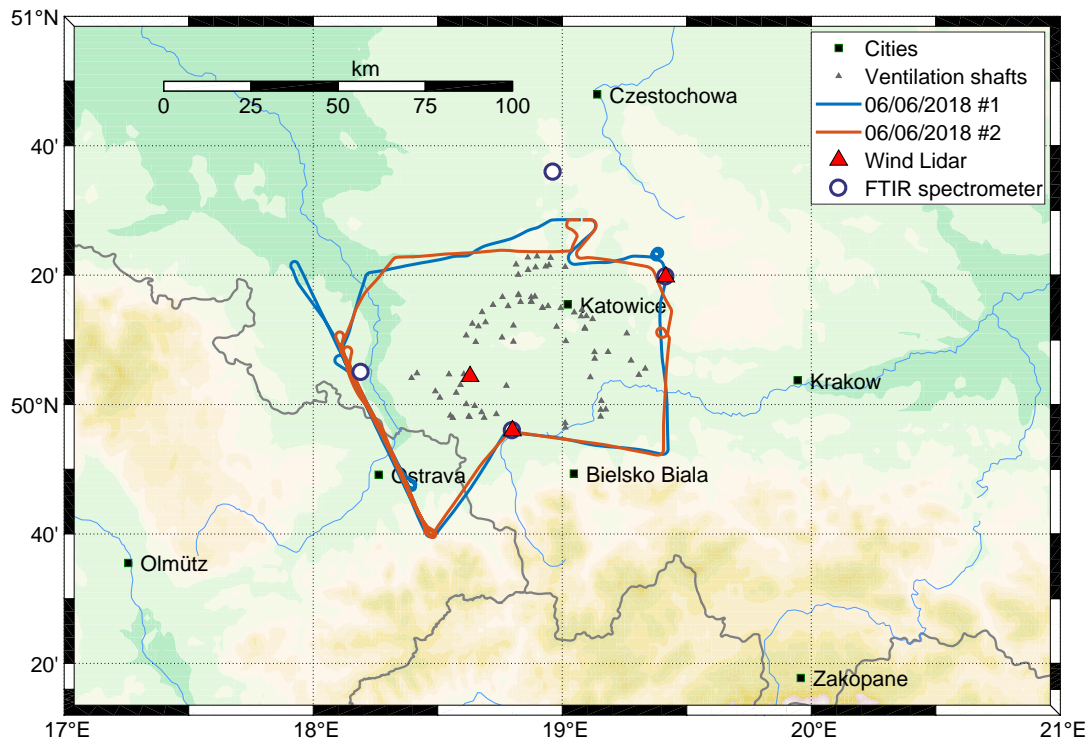 51°N
40'
20'
50°N
40'
20'
17°E
18°E
19°E
20°E
21°E
km
0
25
50
75
100
Cities
Ventilation shafts
06/06/2018 #1
06/06/2018 #2
Wind Lidar
FTIR spectrometer
Czestochowa
Katowice
Krakow
Ostrava
Bielsko Biala
Olmütz
Zakopane